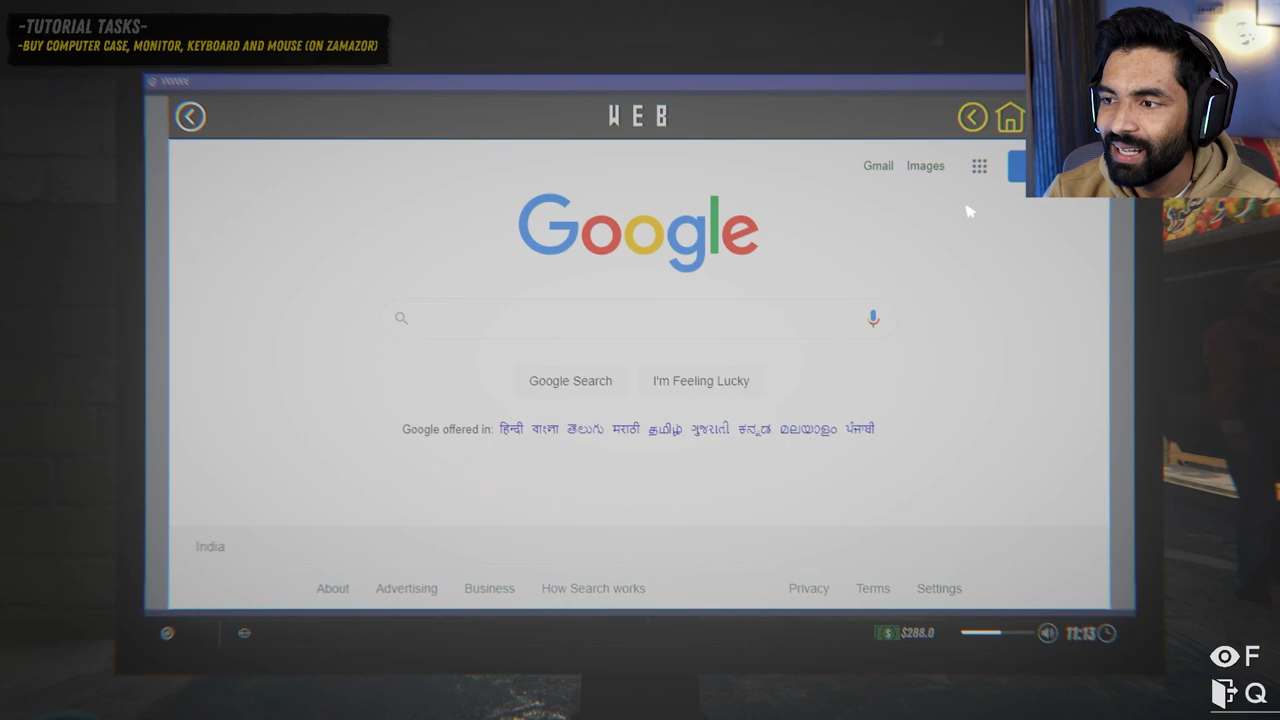 -TUTORIAL TASKS-
-BUY COMPUTER CASE, MONITOR, KEYBOARD AND MOUSE (ON ZAMAZOR)
WEB
Gmail Images
Google
Google Search I'm Feeling Lucky
Google offered in: हिन्दी বাংলা తెలుగు मराठी தமிழ் ગુજરાતી ಕನ್ನಡ മലയാളം ਪੰਜਾਬੀ
India
About Advertising Business How Search works Privacy Terms Settings
$ $288.0 11:13
F
Q